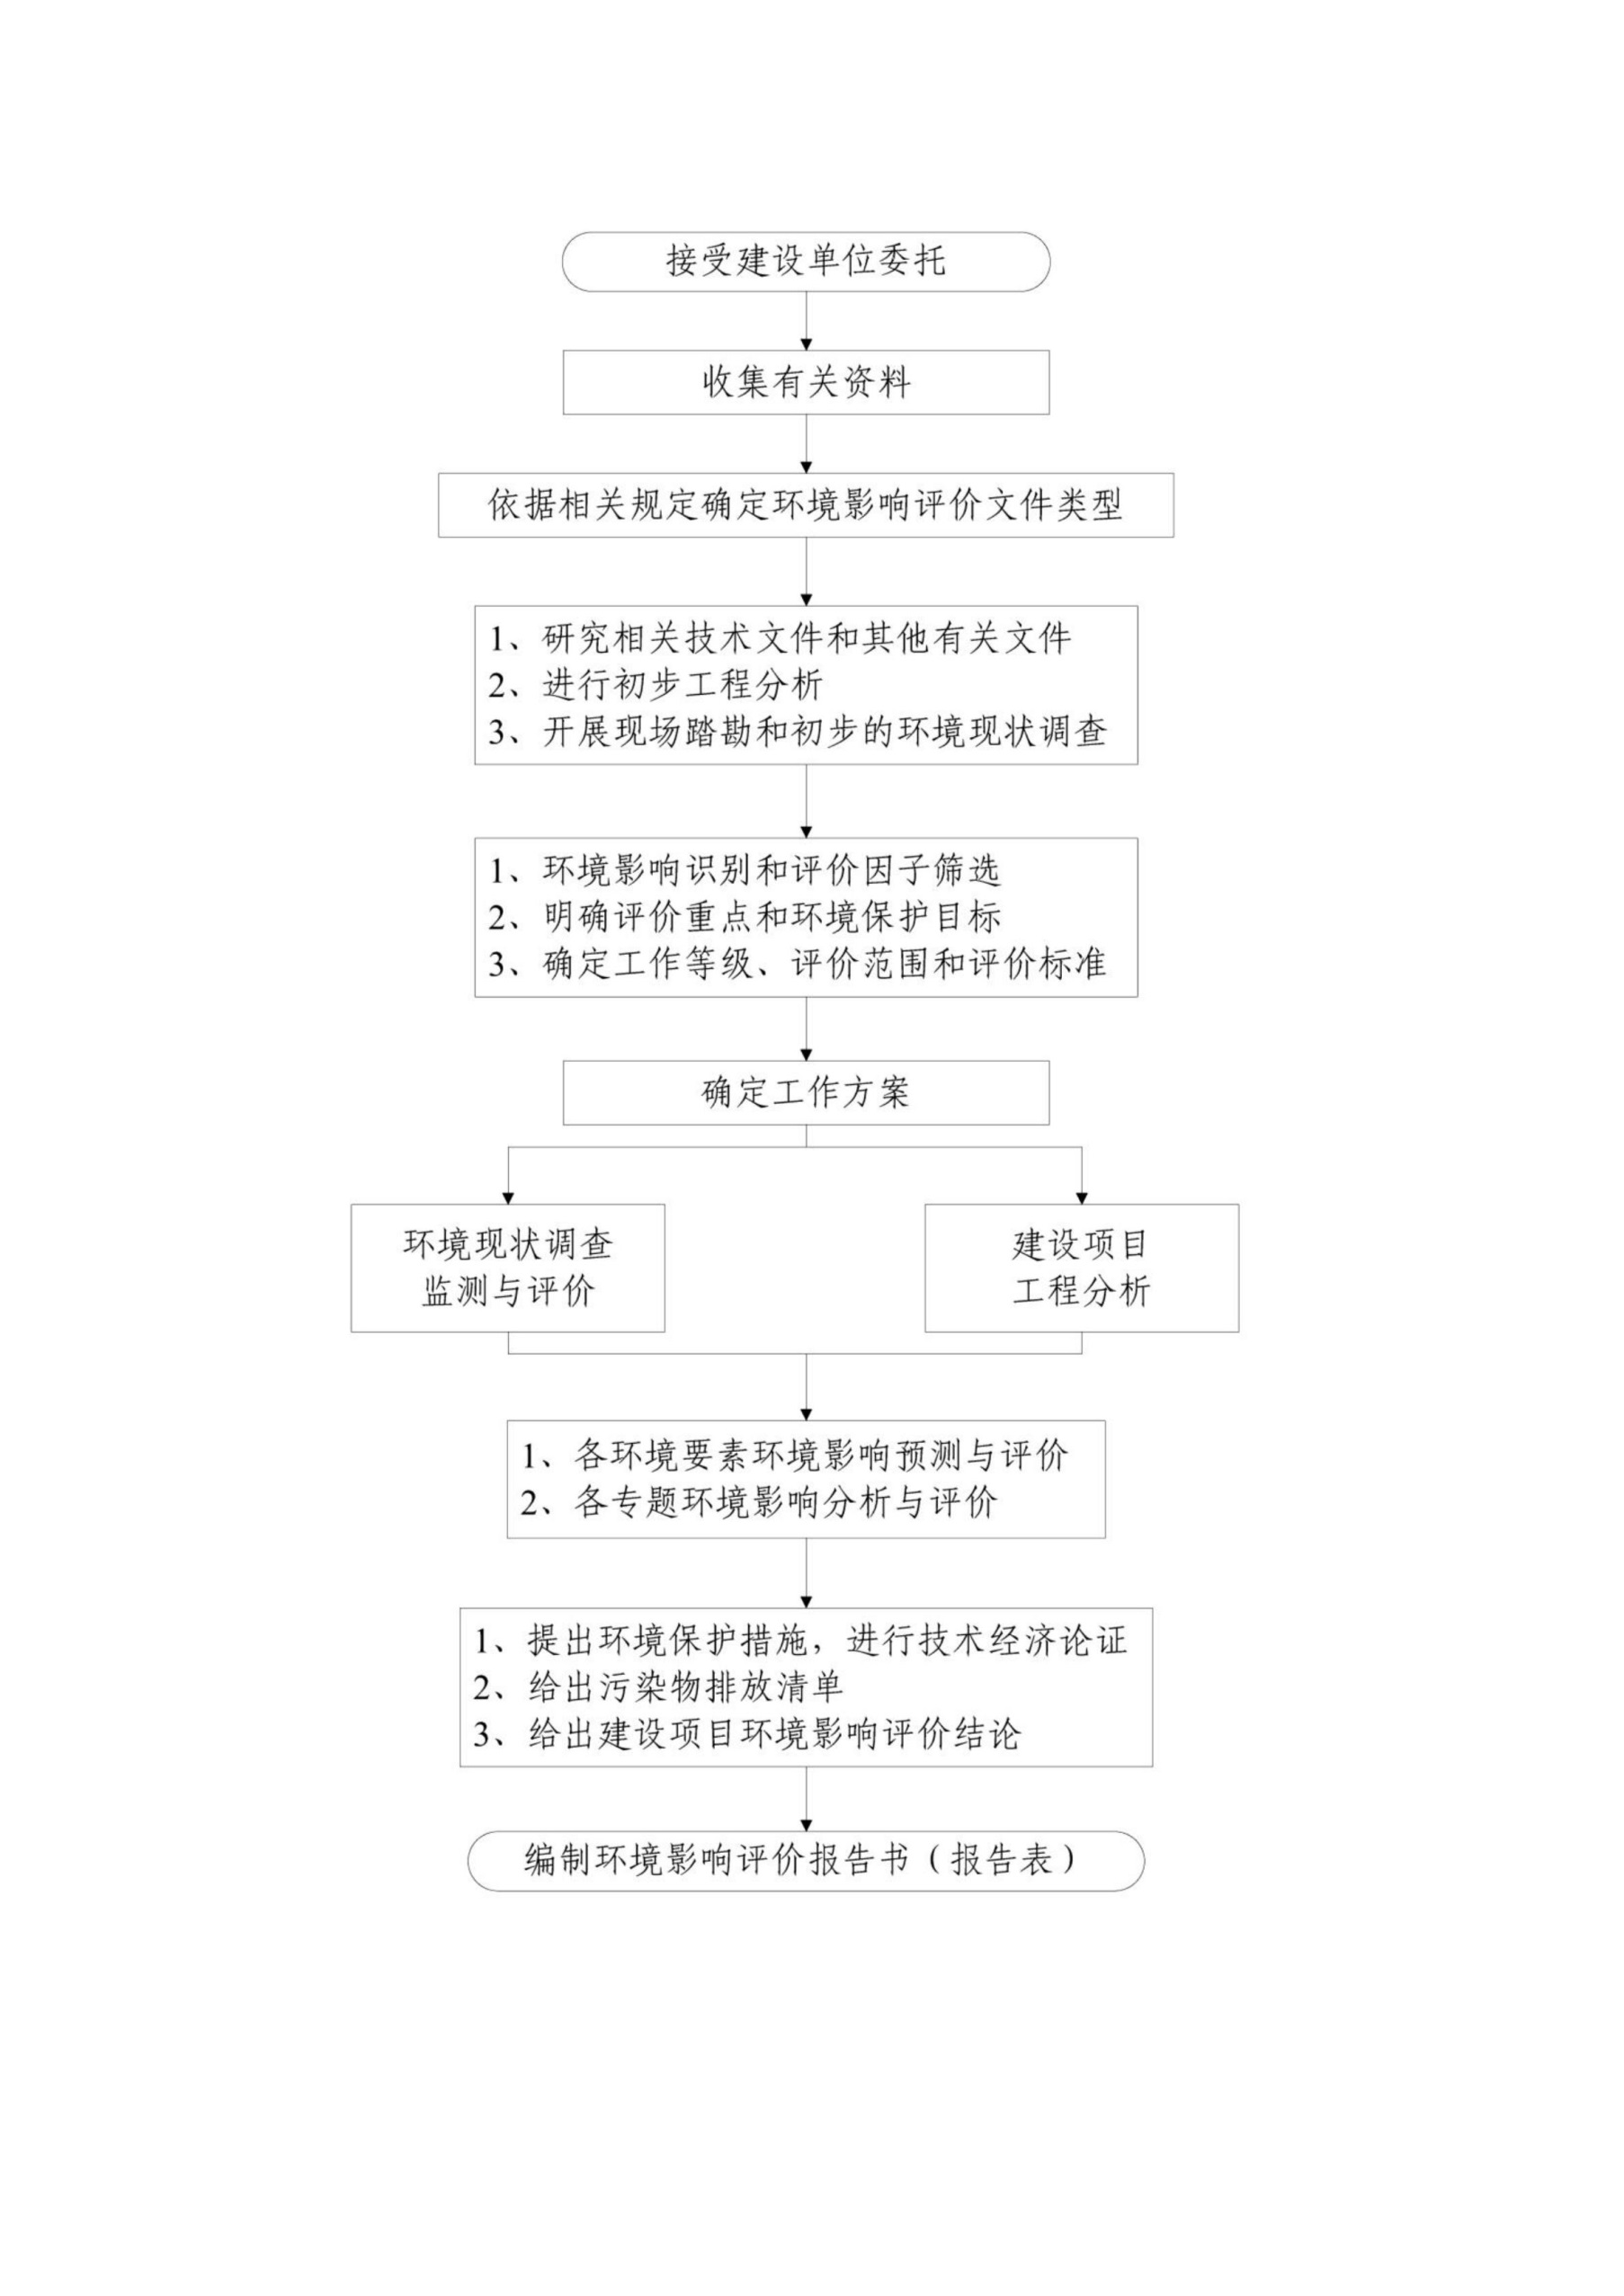 接受建设单位委托
收集有关资料
依据相关规定确定环境影响评价文件类型
1、研究相关技术文件和其他有关文件
2、进行初步工程分析
3、开展现场踏勘和初步的环境现状调查
1、环境影响识别和评价因子筛选
2、明确评价重点和环境保护目标
3、确定工作等级、评价范围和评价标准
确定工作方案
环境现状调查
监测与评价
建设项目
工程分析
1、各环境要素环境影响预测与评价
2、各专题环境影响分析与评价
1、提出环境保护措施，进行技术经济论证
2、给出污染物排放清单
3、给出建设项目环境影响评价结论
编制环境影响评价报告书（报告表）